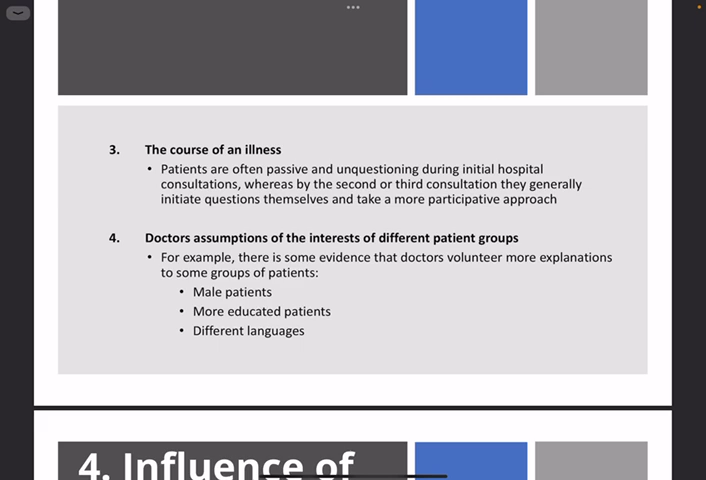 3. The course of an illness
• Patients are often passive and unquestioning during initial hospital
consultations, whereas by the second or third consultation they generally
initiate questions themselves and take a more participative approach
4. Doctors assumptions of the interests of different patient groups
• For example, there is some evidence that doctors volunteer more explanations
to some groups of patients:
• Male patients
• More educated patients
• Different languages
4. Influence of